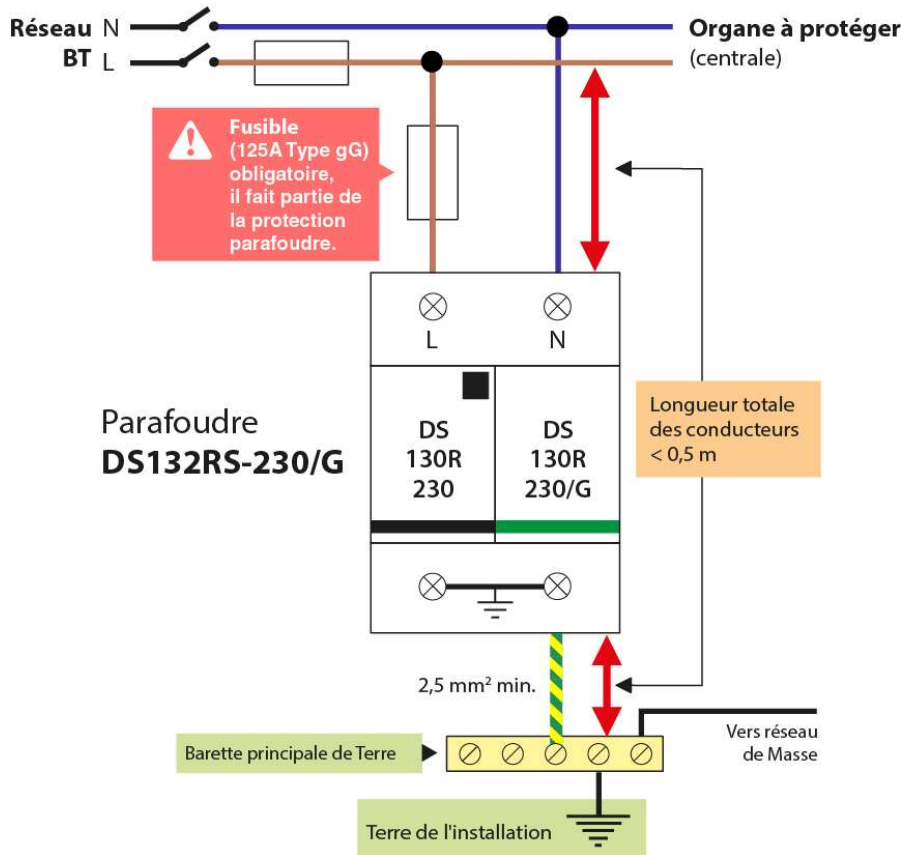 Réseau N
BT L
Organe à protéger
(centrale)
Fusible
(125A Type gG)
obligatoire,
il fait partie de
la protection
parafoudre.
L
N
Parafoudre
DS132RS-230/G
DS
130R
230
DS
130R
230/G
Longueur totale
des conducteurs
< 0,5 m
2,5 mm² min.
Barette principale de Terre
Vers réseau
de Masse
Terre de l'installation